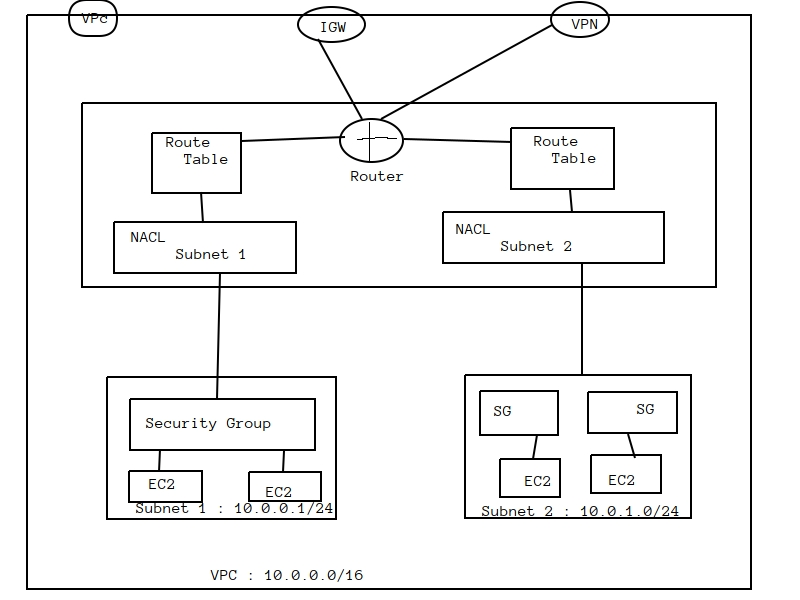 VPc
IGW
VPN
Route
Table
Route
Table
Router
NACL
Subnet 1
NACL
Subnet 2
Security Group
SG
SG
EC2
EC2
EC2
EC2
Subnet 1 : 10.0.0.1/24
Subnet 2 : 10.0.1.0/24
VPC : 10.0.0.0/16